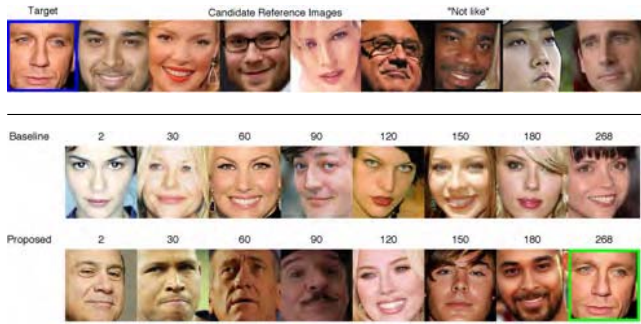 Target Candidate Reference Images "Not like"
Baseline 2 30 60 90 120 150 180 268
Proposed 2 30 60 90 120 150 180 268